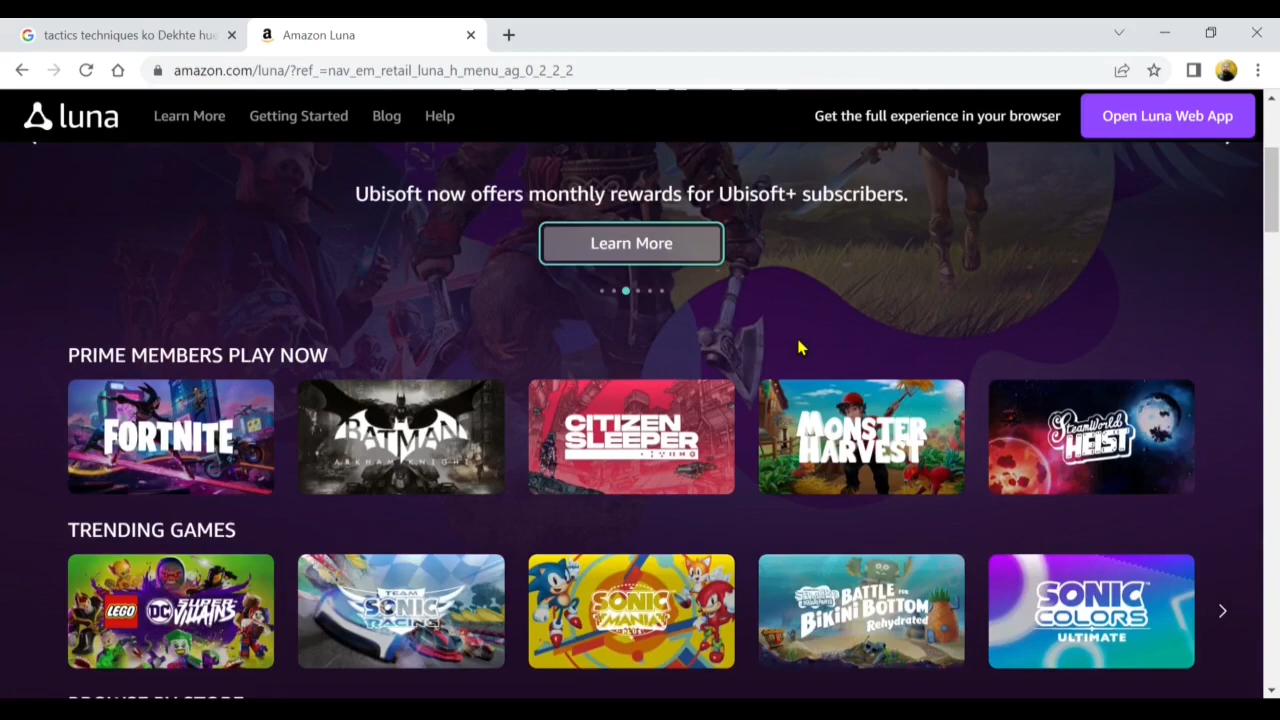 tactics techniques ko Dekhte hue
Amazon Luna
amazon.com/luna/?ref_=nav_em_retail_luna_h_menu_ag_0_2_2_2
luna
Learn More
Getting Started
Blog
Help
Get the full experience in your browser
Open Luna Web App
Ubisoft now offers monthly rewards for Ubisoft+ subscribers.
Learn More
PRIME MEMBERS PLAY NOW
FORTNITE
BATMAN
ARKHAM KNIGHT
CITIZEN
SLEEPER
MONSTER
HARVEST
SteamWorld
HEIST
TRENDING GAMES
LEGO DC SUPER
VILLAINS
TEAM
SONIC
RACING
SONIC
MANIA
PLUS
BATTLE FOR
BIKINI BOTTOM
Rehydrated
SONIC
COLORS
ULTIMATE
BROWSE BY STORE